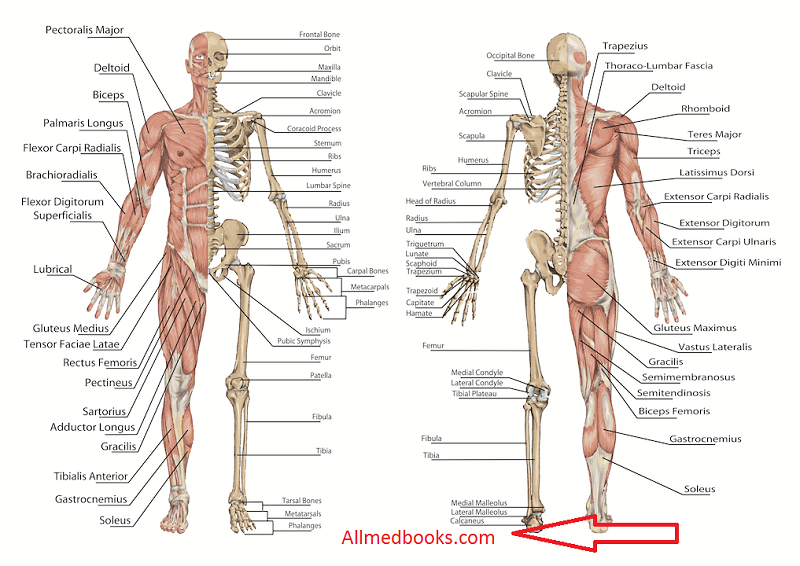 Pectoralis Major
Deltoid
Biceps
Palmaris Longus
Flexor Carpi Radialis
Brachioradialis
Flexor Digitorum
Superficialis
Lubrical
Gluteus Medius
Tensor Faciae Latae
Rectus Femoris
Pectineus
Sartorius
Adductor Longus
Gracilis
Tibialis Anterior
Gastrocnemius
Soleus
Frontal Bone
Orbit
Maxilla
Mandible
Clavicle
Acromion
Coracoid Process
Sternum
Ribs
Humerus
Lumbar Spine
Radius
Ulna
Ilium
Sacrum
Pubis
Carpal Bones
Metacarpals
Phalanges
Ischium
Pubic Symphysis
Femur
Patella
Fibula
Tibia
Tarsal Bones
Metatarsals
Phalanges
Occipital Bone
Clavicle
Scapular Spine
Acromion
Scapula
Humerus
Ribs
Vertebral Column
Head of Radius
Radius
Ulna
Triguetrum
Lunate
Scaphoid
Trapezium
Trapezoid
Capitate
Hamate
Femur
Medial Condyle
Lateral Condyle
Tibial Plateau
Fibula
Tibia
Medial Malleolus
Lateral Malleolus
Calcaneus
Trapezius
Thoraco-Lumbar Fascia
Deltoid
Rhomboid
Teres Major
Triceps
Latissimus Dorsi
Extensor Carpi Radialis
Extensor Digitorum
Extensor Carpi Ulnaris
Extensor Digiti Minimi
Gluteus Maximus
Vastus Lateralis
Gracilis
Semimembranosus
Semitendinosis
Biceps Femoris
Gastrocnemius
Soleus
Allmedbooks.com